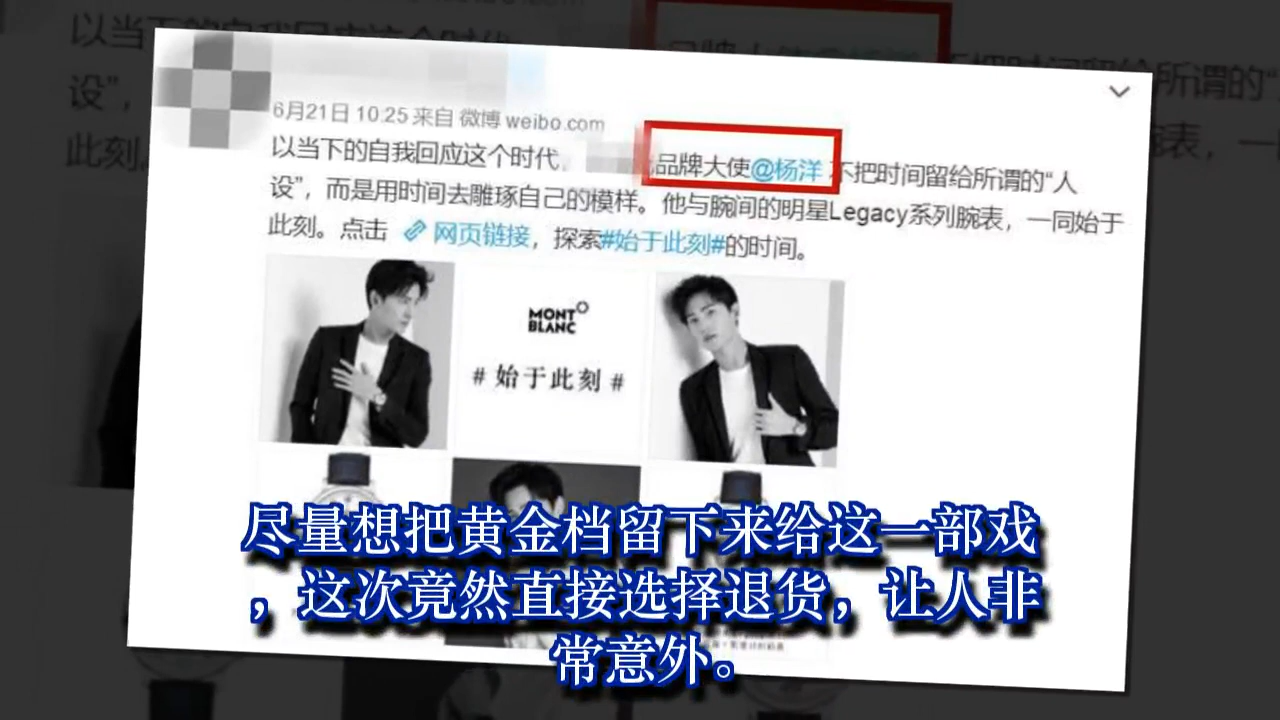 6月21日 10:25 来自 微博 weibo.com
以当下的自我回应这个时代，品牌大使@杨洋 不把时间留给所谓的“人
设”，而是用时间去雕琢自己的模样。他与腕间的明星Legacy系列腕表，一同始于
此刻。点击 网页链接，探索#始于此刻#的时间。
MONT
BLANC
# 始于此刻 #
尽量想把黄金档留下来给这一部戏
，这次竟然直接选择退货，让人非
常意外。